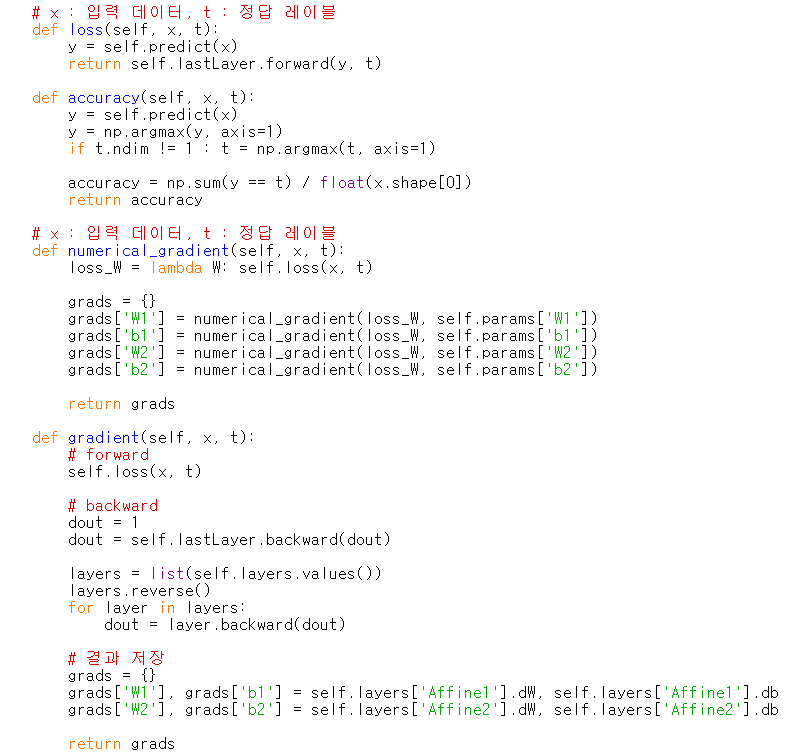 # x : 입력 데이터, t : 정답 레이블
def loss(self, x, t):
    y = self.predict(x)
    return self.lastLayer.forward(y, t)

def accuracy(self, x, t):
    y = self.predict(x)
    y = np.argmax(y, axis=1)
    if t.ndim != 1 : t = np.argmax(t, axis=1)

    accuracy = np.sum(y == t) / float(x.shape[0])
    return accuracy

# x : 입력 데이터, t : 정답 레이블
def numerical_gradient(self, x, t):
    loss_W = lambda W: self.loss(x, t)

    grads = {}
    grads['W1'] = numerical_gradient(loss_W, self.params['W1'])
    grads['b1'] = numerical_gradient(loss_W, self.params['b1'])
    grads['W2'] = numerical_gradient(loss_W, self.params['W2'])
    grads['b2'] = numerical_gradient(loss_W, self.params['b2'])

    return grads

def gradient(self, x, t):
    # forward
    self.loss(x, t)

    # backward
    dout = 1
    dout = self.lastLayer.backward(dout)

    layers = list(self.layers.values())
    layers.reverse()
    for layer in layers:
        dout = layer.backward(dout)

    # 결과 저장
    grads = {}
    grads['W1'], grads['b1'] = self.layers['Affine1'].dW, self.layers['Affine1'].db
    grads['W2'], grads['b2'] = self.layers['Affine2'].dW, self.layers['Affine2'].db

    return grads